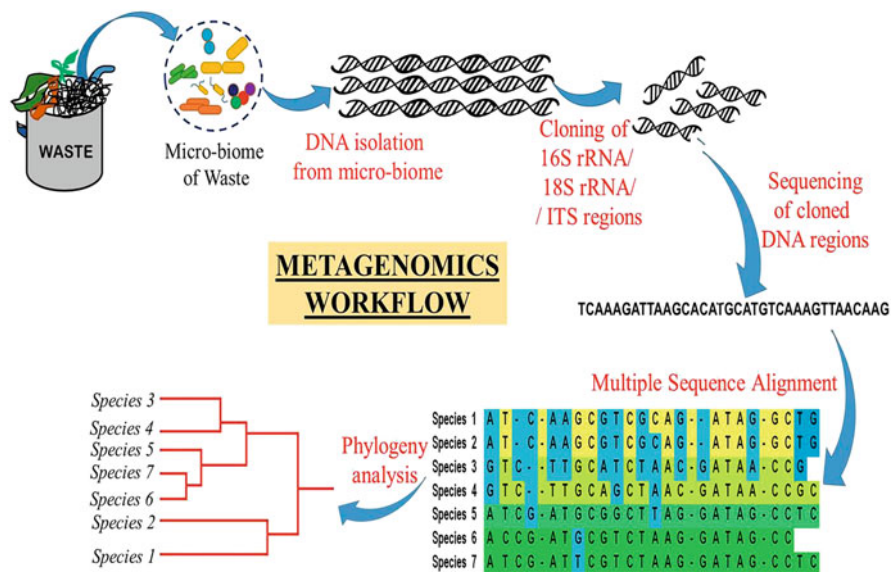 WASTE
Micro-biome
of Waste
DNA isolation
from micro-biome
Cloning of
16S rRNA/
18S rRNA/
/ ITS regions
Sequencing
of cloned
DNA regions
METAGENOMICS
WORKFLOW
TCAAAGATTAAGCACATGCATGTCAAAGTTAACAAG
Multiple Sequence Alignment
Species 1 AT-C-AAGCGTCGCAG--ATAG-GCTG
Species 2 AT-C-AAGCGTCGCAG--ATAG-GCTG
Species 3 GTC--TTGCATCTAAC-GATAA-CCG
Species 4 GTC--TTGCAGCTAAC-GATAA-CCGC
Species 5 ATCG-ATGCGGCTTAG-GATAG-CCTC
Species 6 ACCG-ATGCGTCTAAG-GATAG-CC
Species 7 ATCG-ATTCGTCTAAG-GATAG-CCTC
Phylogeny
analysis
Species 3
Species 4
Species 5
Species 7
Species 6
Species 2
Species 1